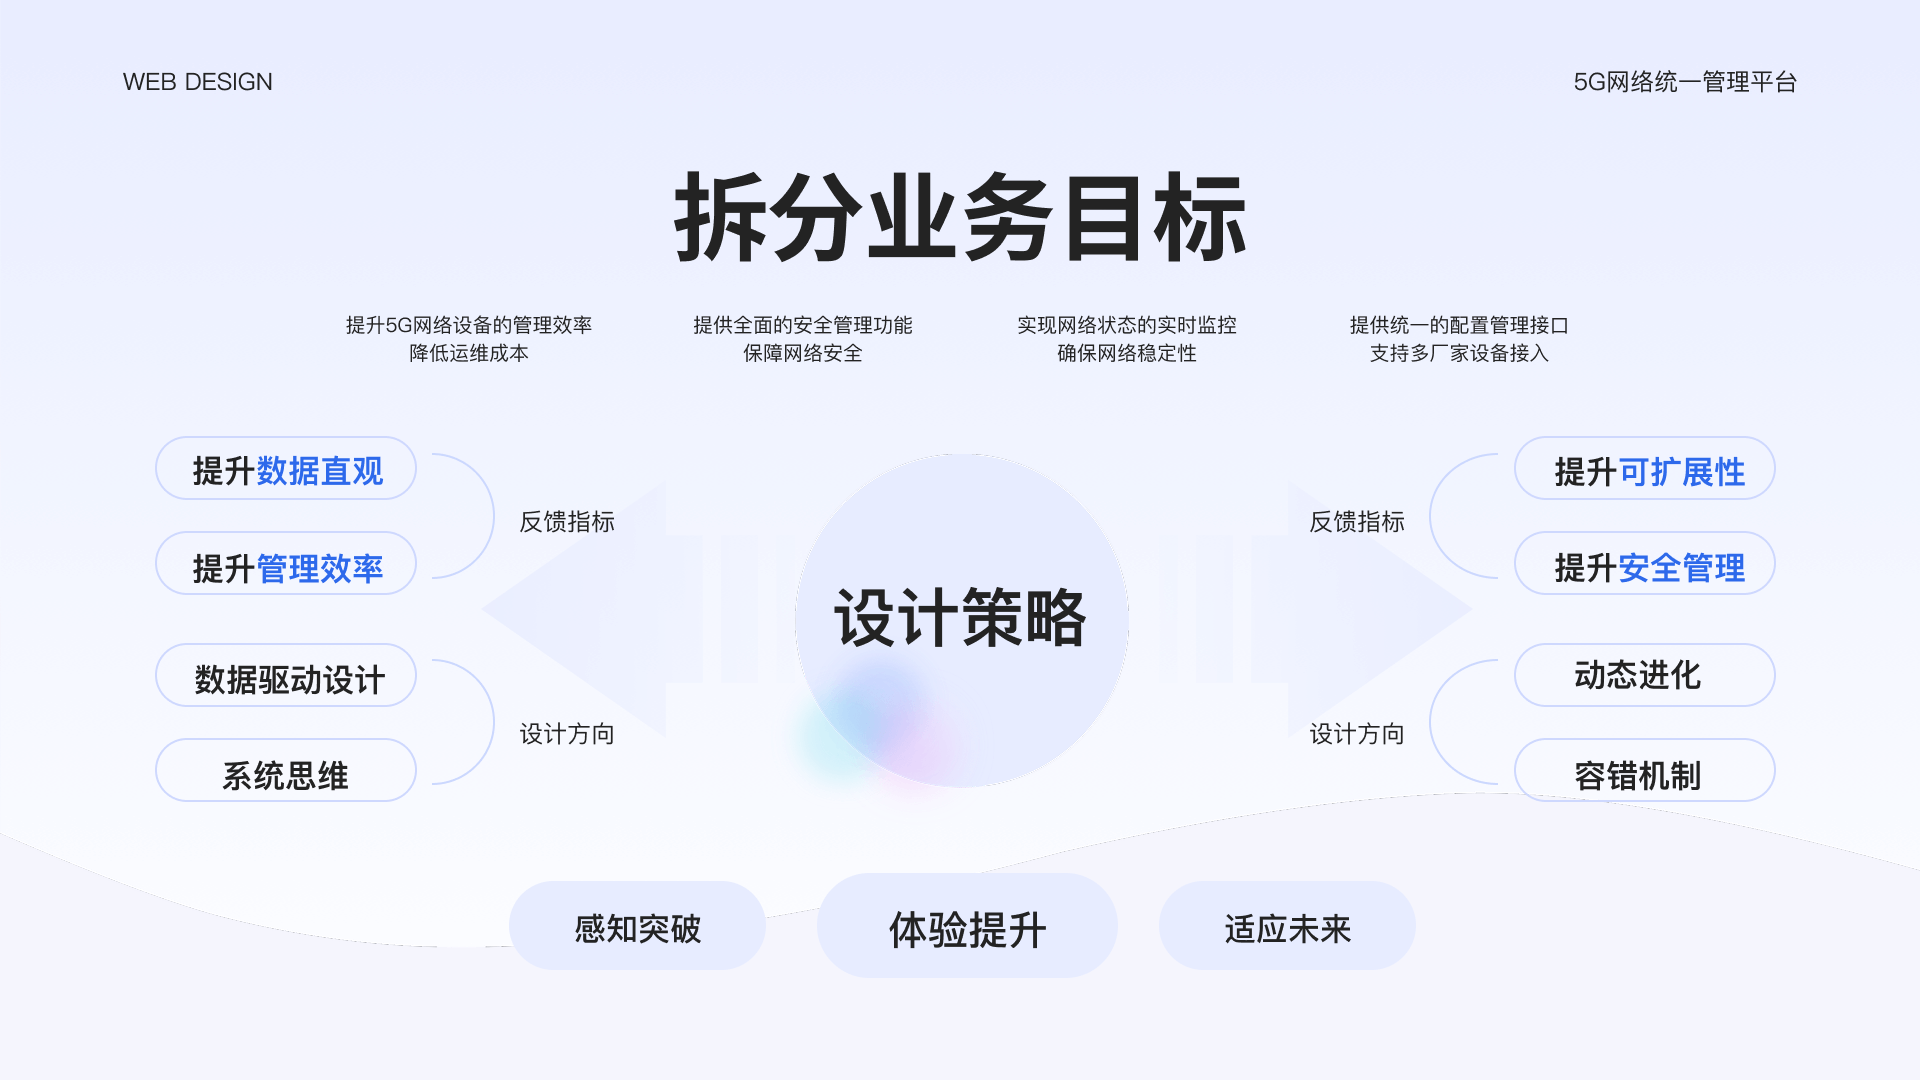 WEB DESIGN
5G网络统一管理平台
拆分业务目标
提升5G网络设备的管理效率
降低运维成本
提供全面的安全管理功能
保障网络安全
实现网络状态的实时监控
确保网络稳定性
提供统一的配置管理接口
支持多厂家设备接入
提升数据直观
提升管理效率
反馈指标
数据驱动设计
系统思维
设计方向
设计策略
反馈指标
提升可扩展性
提升安全管理
设计方向
动态进化
容错机制
感知突破
体验提升
适应未来